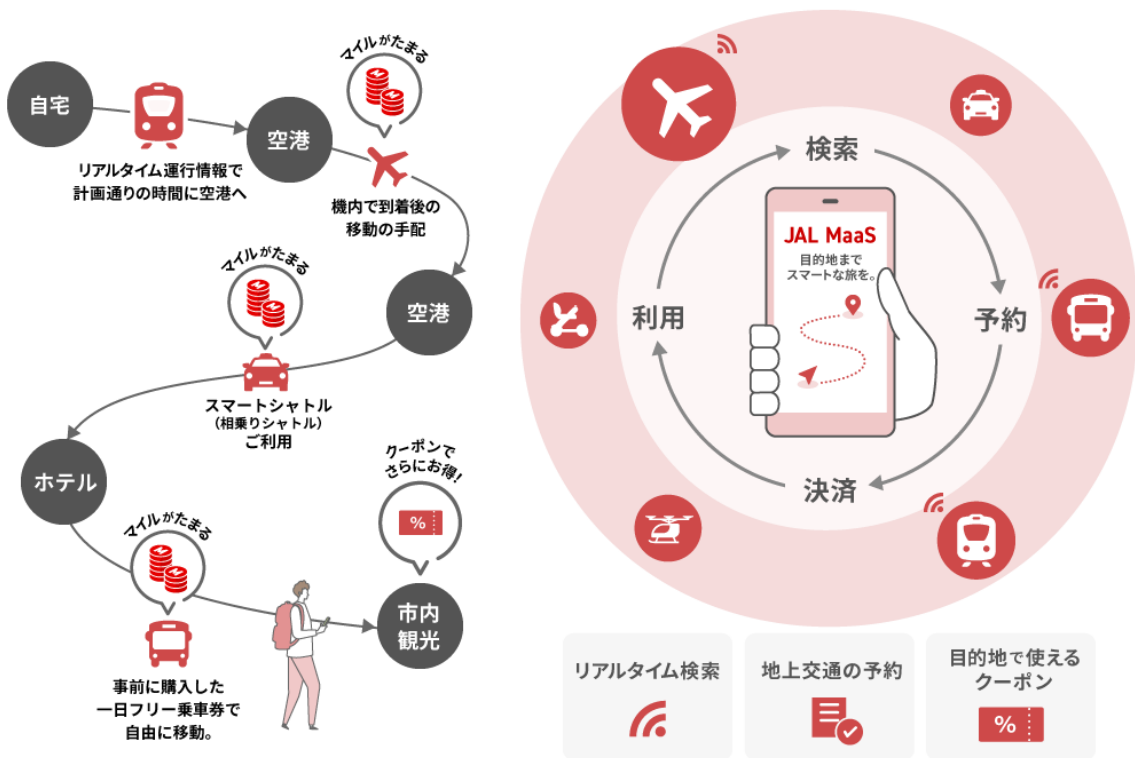 自宅
リアルタイム運行情報で
計画通りの時間に空港へ
空港
マイルがたまる
機内で到着後の
移動の手配
空港
マイルがたまる
スマートシャトル
（相乗りシャトル）
ご利用
ホテル
マイルがたまる
事前に購入した
一日フリー乗車券で
自由に移動。
クーポンで
さらにお得!
%
市内
観光
検索
予約
決済
利用
JAL MaaS
目的地まで
スマートな旅を。
リアルタイム検索
地上交通の予約
目的地で使える
クーポン
%